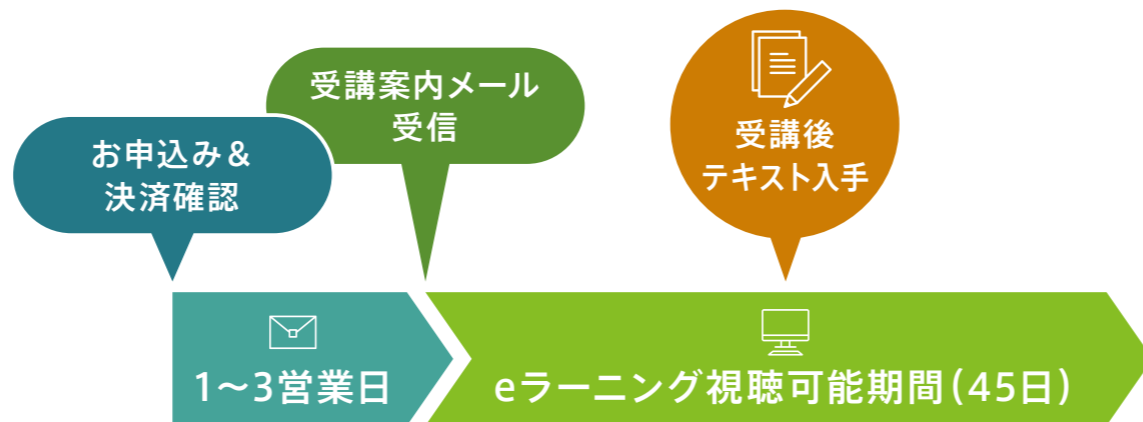 お申込み＆
決済確認
受講案内メール
受信
受講後
テキスト入手
1〜3営業日
eラーニング視聴可能期間（45日）